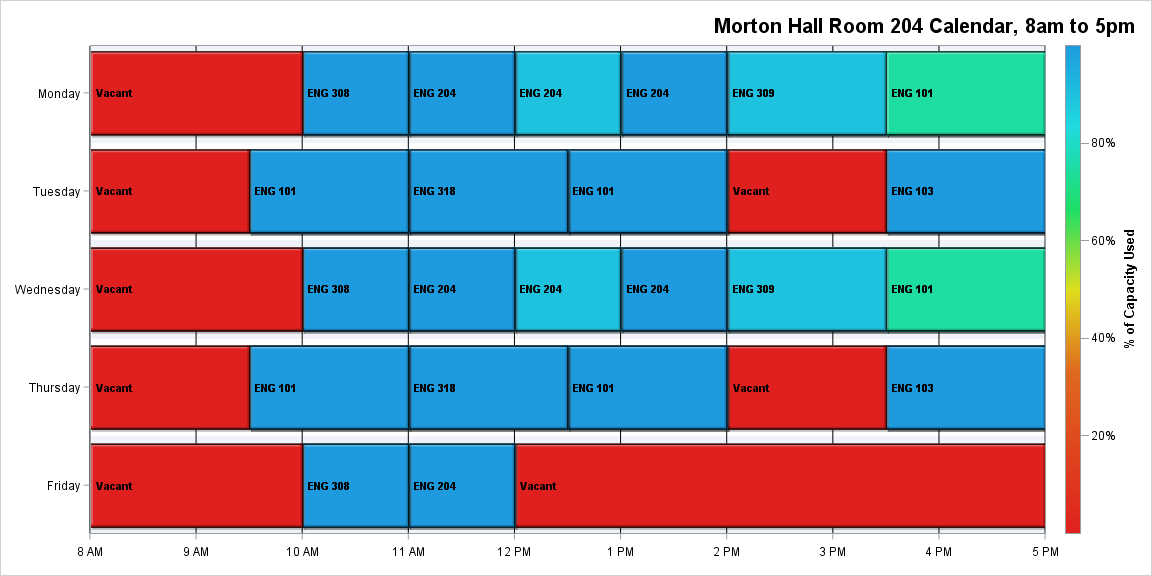 Morton Hall Room 204 Calendar, 8am to 5pm
Monday
Vacant
ENG 308
ENG 204
ENG 204
ENG 204
ENG 309
ENG 101
Tuesday
Vacant
ENG 101
ENG 318
ENG 101
Vacant
ENG 103
Wednesday
Vacant
ENG 308
ENG 204
ENG 204
ENG 204
ENG 309
ENG 101
Thursday
Vacant
ENG 101
ENG 318
ENG 101
Vacant
ENG 103
Friday
Vacant
ENG 308
ENG 204
Vacant
8 AM
9 AM
10 AM
11 AM
12 PM
1 PM
2 PM
3 PM
4 PM
5 PM
80%
60%
40%
20%
% of Capacity Used